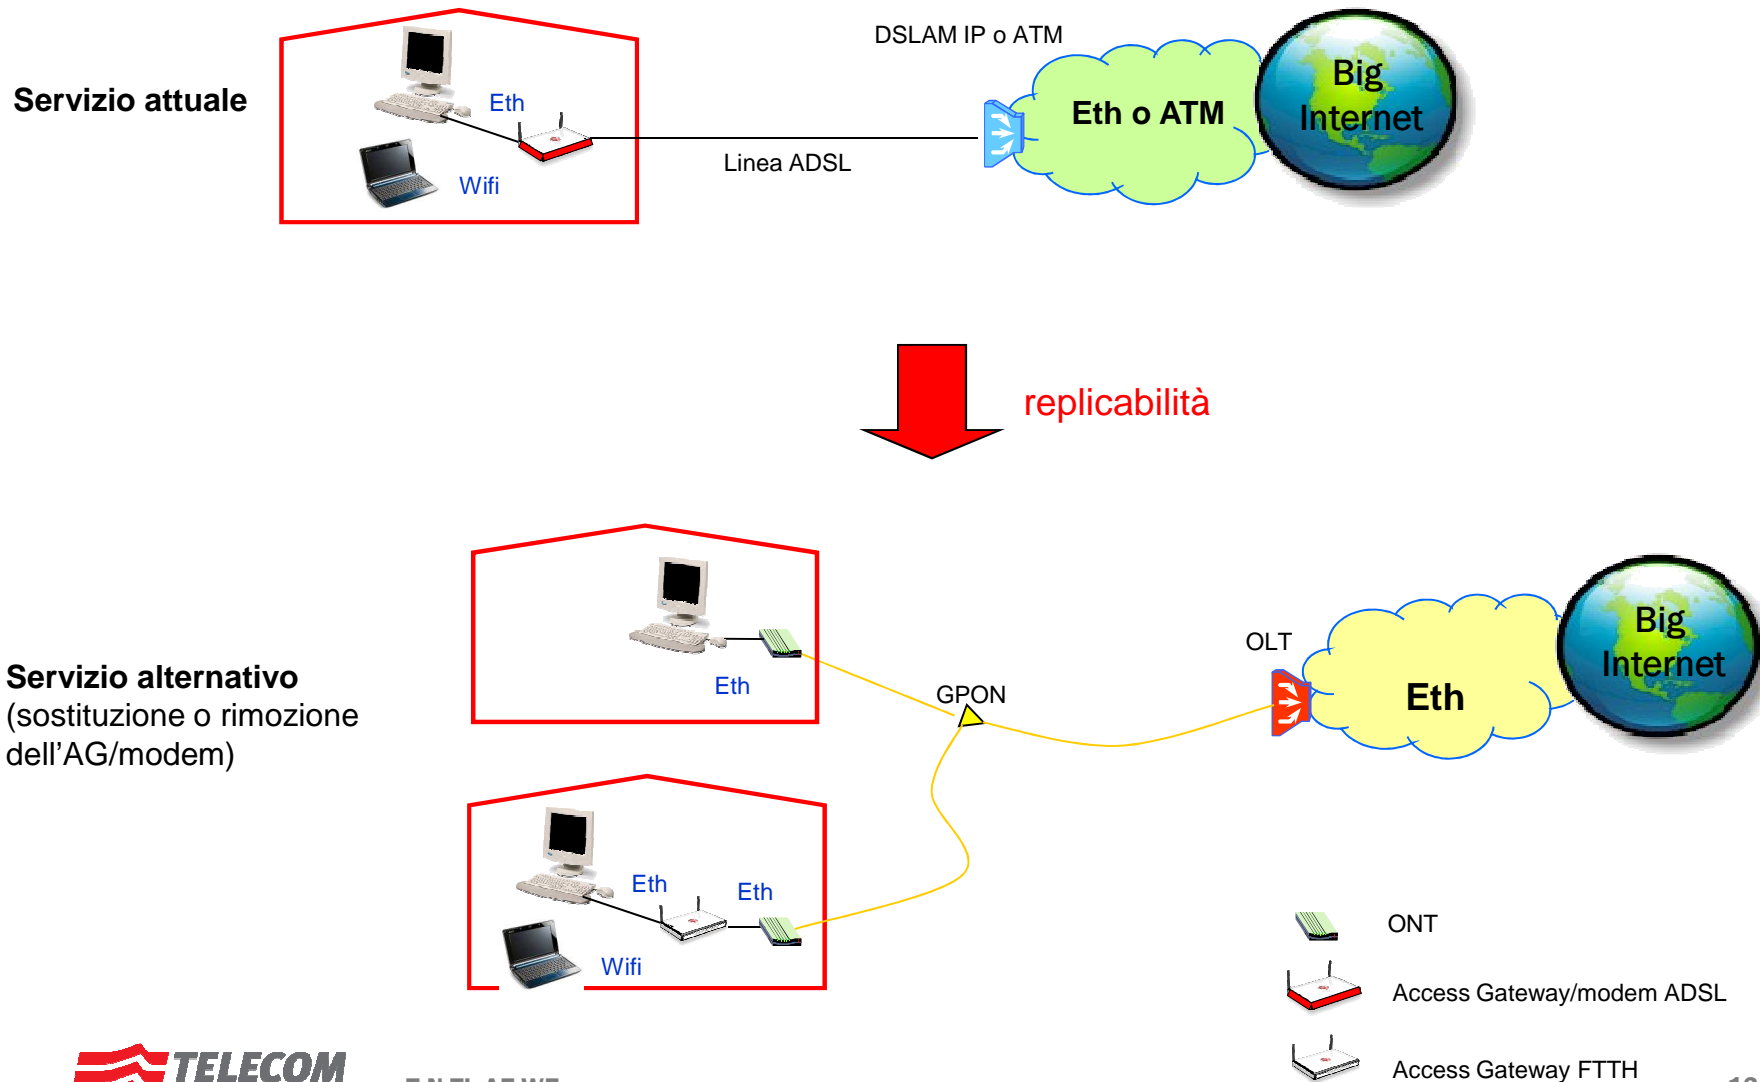 DSLAM IP o ATM
Servizio attuale
Eth
Wifi
Linea ADSL
Eth o ATM
Big
Internet
replicabilità
Servizio alternativo
(sostituzione o rimozione
dell'AG/modem)
Eth
GPON
OLT
Eth
Big
Internet
Eth
Eth
Wifi
ONT
Access Gateway/modem ADSL
Access Gateway FTTH
TELECOM